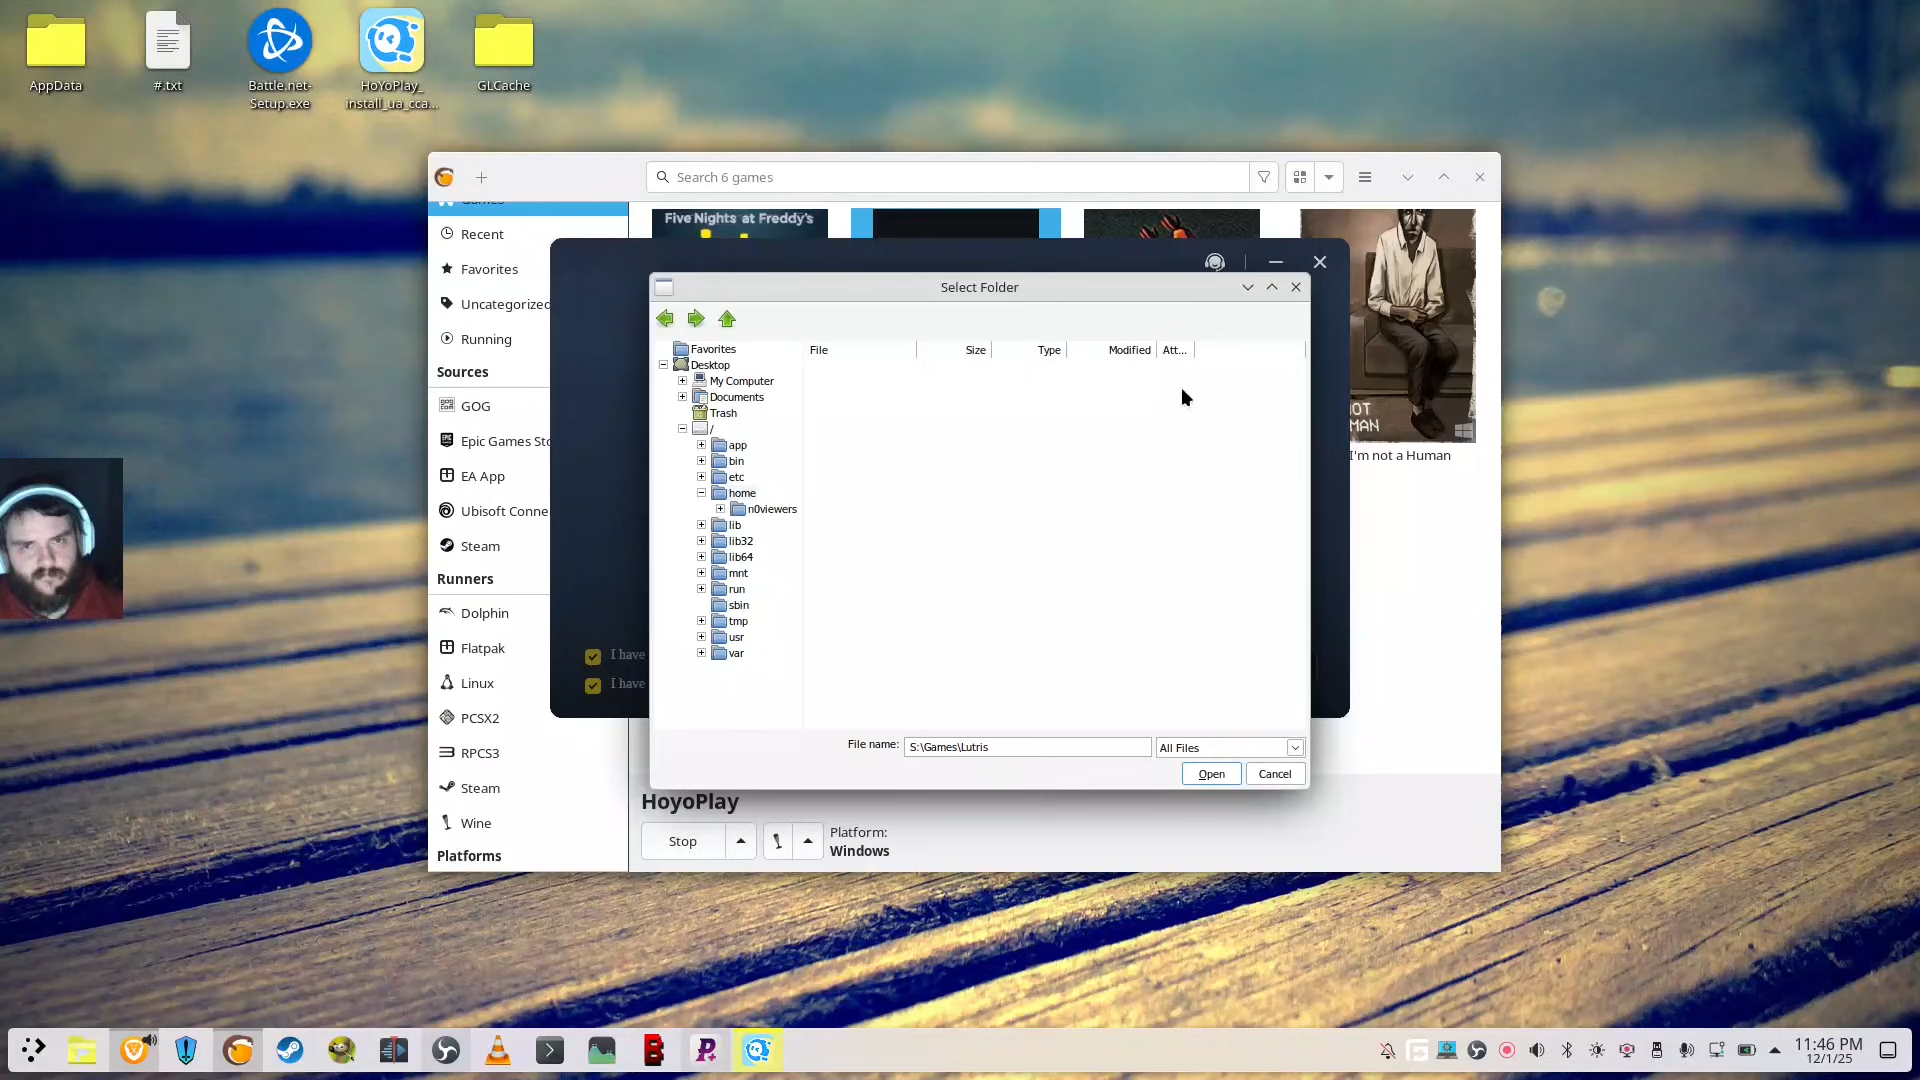 AppData
#.txt
Battle.net-
Setup.exe
HoYoPlay_
install_ua_cca...
GLCache
Search 6 games
Games
Recent
Favorites
Uncategorized
Running
Sources
GOG
Epic Games Sto
EA App
Ubisoft Conne
Steam
Runners
Dolphin
Flatpak
Linux
PCSX2
RPCS3
Steam
Wine
Platforms
Five Nights at Freddy's
OT
MAN
I'm not a Human
Select Folder
Favorites
Desktop
My Computer
Documents
Trash
/
app
bin
etc
home
n0viewers
lib
lib32
lib64
mnt
run
sbin
tmp
usr
var
File
Size
Type
Modified
Att...
I have
I have
File name:
S:\Games\Lutris
All Files
Open
Cancel
HoyoPlay
Stop
Platform:
Windows
11:46 PM
12/1/25